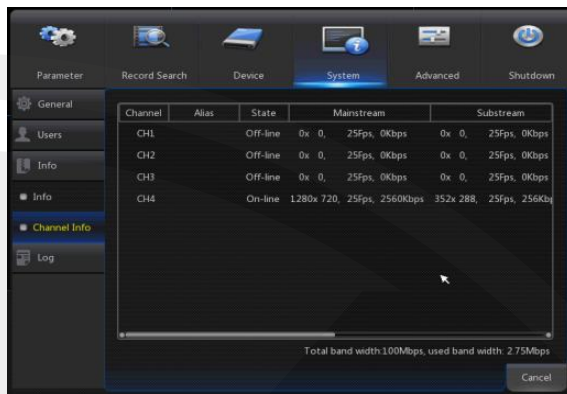 Parameter Record Search Device System Advanced Shutdown
General
Users
Info
Info
Channel Info
Log
Channel Alias State Mainstream Substream
CH1 Off-line 0x 0, 25Fps, 0Kbps 0x 0, 25Fps, 0Kbps
CH2 Off-line 0x 0, 25Fps, 0Kbps 0x 0, 25Fps, 0Kbps
CH3 Off-line 0x 0, 25Fps, 0Kbps 0x 0, 25Fps, 0Kbps
CH4 On-line 1280x 720, 25Fps, 2560Kbps 352x 288, 25Fps, 256Kb
Total band width:100Mbps, used band width: 2.75Mbps
Cancel